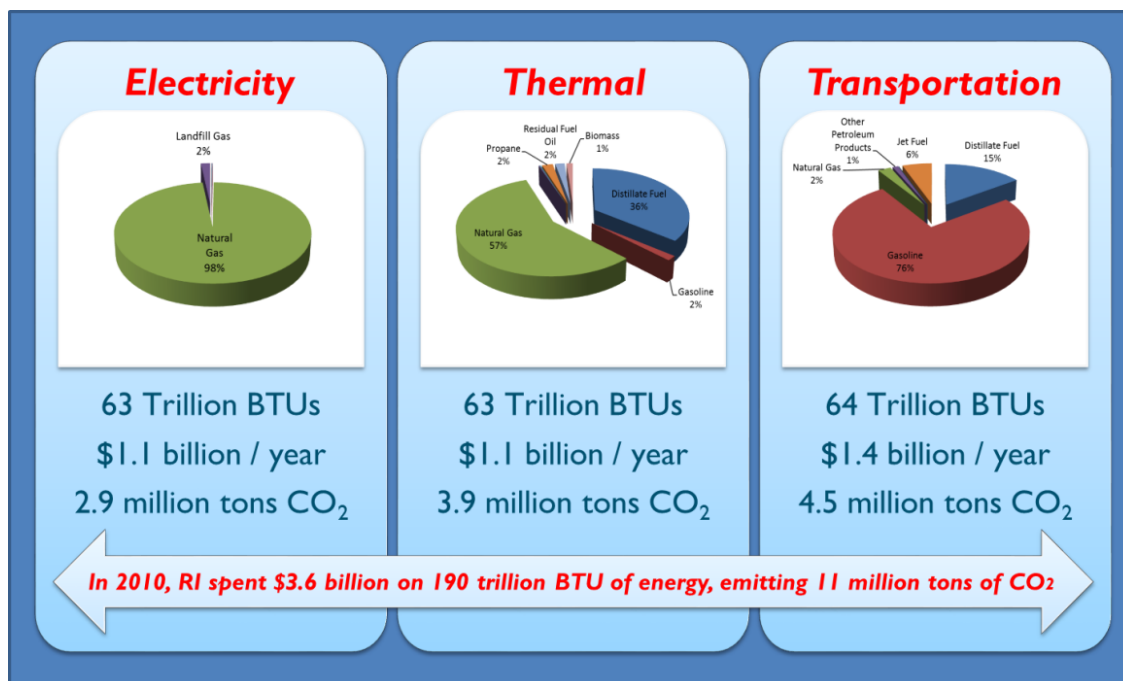 Electricity
Landfill Gas
2%
Natural
Gas
98%
63 Trillion BTUs
$1.1 billion / year
2.9 million tons CO₂
Thermal
Residual Fuel
Oil
2%
Biomass
1%
Propane
2%
Distillate Fuel
36%
Natural Gas
57%
Gasoline
2%
63 Trillion BTUs
$1.1 billion / year
3.9 million tons CO₂
Transportation
Other
Petroleum
Products
1%
Jet Fuel
6%
Distillate Fuel
15%
Natural Gas
2%
Gasoline
76%
64 Trillion BTUs
$1.4 billion / year
4.5 million tons CO₂
In 2010, RI spent $3.6 billion on 190 trillion BTU of energy, emitting 11 million tons of CO₂